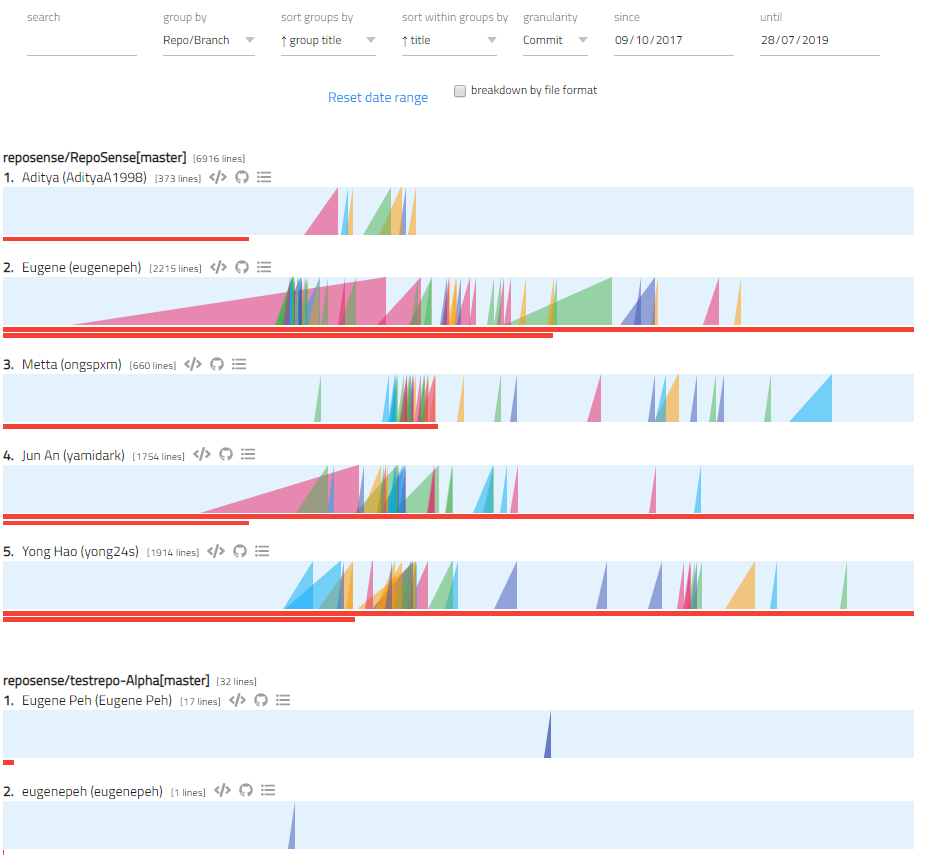 search group by sort groups by sort within groups by granularity since until
Repo/Branch ↑ group title ↑ title Commit 09/10/2017 28/07/2019
Reset date range breakdown by file format
reposense/RepoSense[master] [6916 lines]
1. Aditya (AdityaA1998) [373 lines] </>
2. Eugene (eugenepeh) [2215 lines] </>
3. Metta (ongspxm) [660 lines] </>
4. Jun An (yamidark) [1754 lines] </>
5. Yong Hao (yong24s) [1914 lines] </>
reposense/testrepo-Alpha[master] [32 lines]
1. Eugene Peh (Eugene Peh) [17 lines] </>
2. eugenepeh (eugenepeh) [1 lines] </>